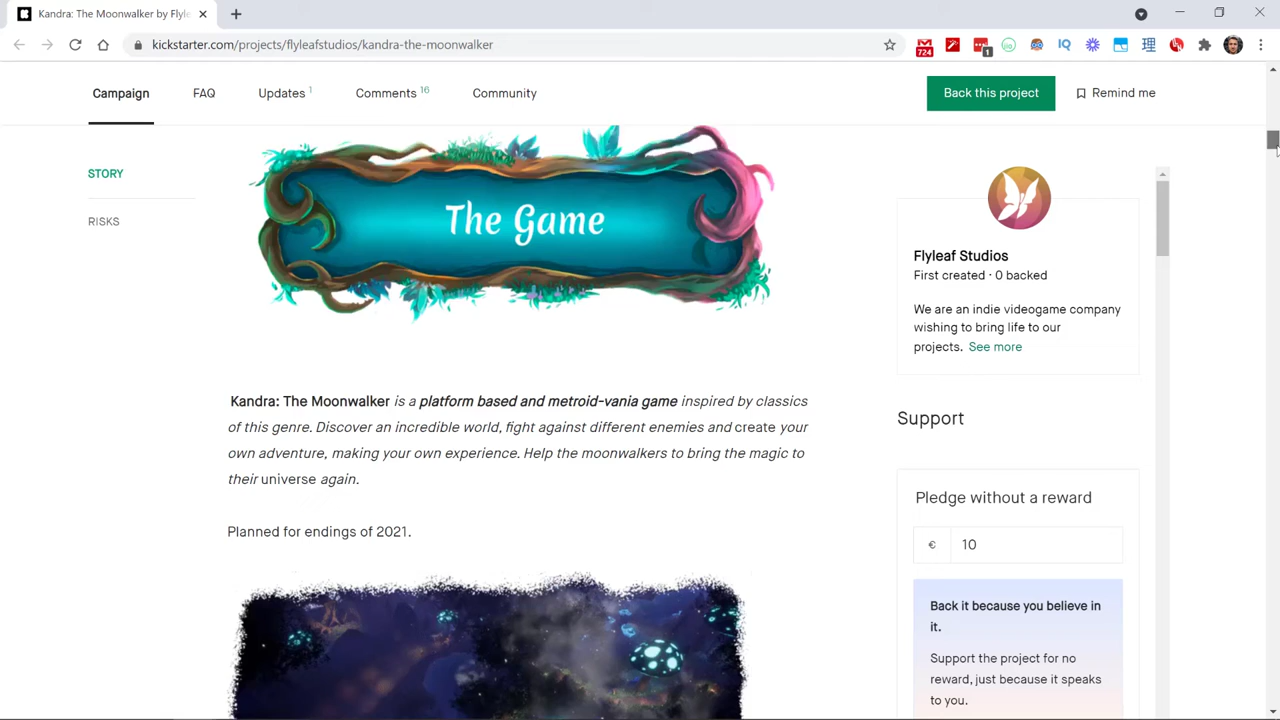 Kandra: The Moonwalker by Flyle
kickstarter.com/projects/flyleafstudios/kandra-the-moonwalker
724
1
IQ
理
Campaign
FAQ
Updates 1
Comments 16
Community
Back this project
Remind me
STORY
RISKS
The Game
Kandra: The Moonwalker is a platform based and metroid-vania game inspired by classics
of this genre. Discover an incredible world, fight against different enemies and create your
own adventure, making your own experience. Help the moonwalkers to bring the magic to
their universe again.
Planned for endings of 2021.
Flyleaf Studios
First created · 0 backed
We are an indie videogame company
wishing to bring life to our
projects. See more
Support
Pledge without a reward
€ 10
Back it because you believe in
it.
Support the project for no
reward, just because it speaks
to you.